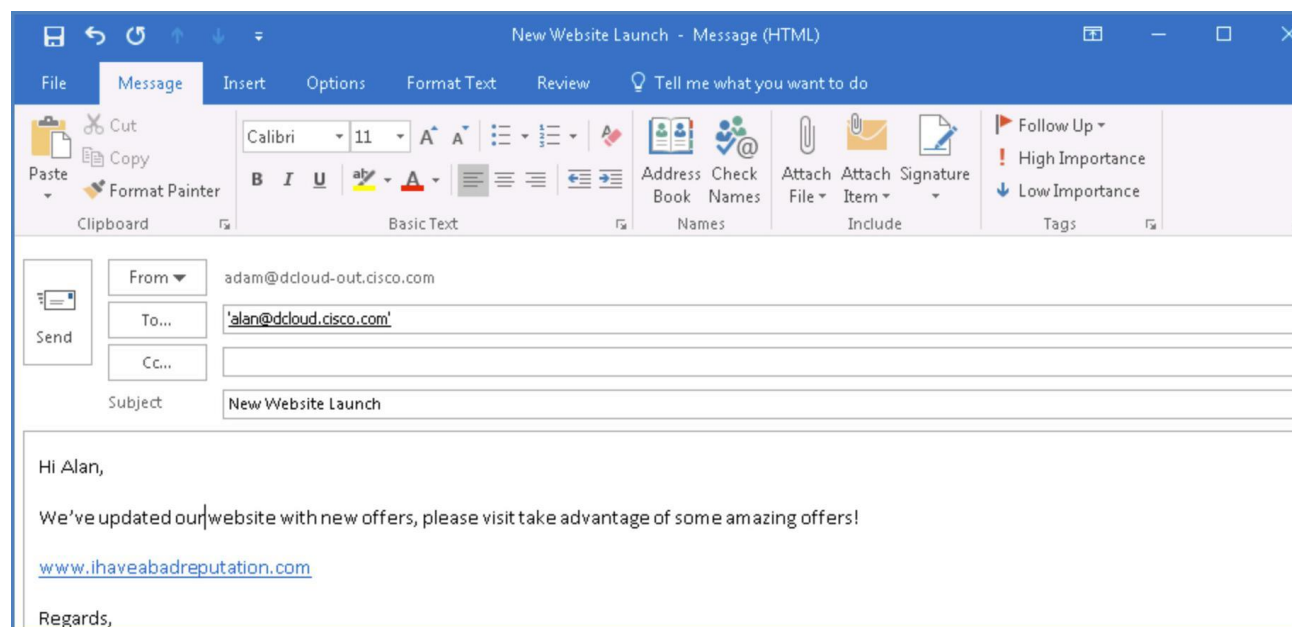 New Website Launch - Message (HTML)
File Message Insert Options Format Text Review Tell me what you want to do
Paste
Cut
Copy
Format Painter
Clipboard
Calibri 11
B I U
Basic Text
Address Book
Check Names
Names
Attach File
Attach Item
Signature
Include
Follow Up
High Importance
Low Importance
Tags
Send
From adam@dcloud-out.cisco.com
To... 'alan@dcloud.cisco.com'
Cc...
Subject New Website Launch
Hi Alan,
We've updated our website with new offers, please visit take advantage of some amazing offers!
www.ihaveabadreputation.com
Regards,